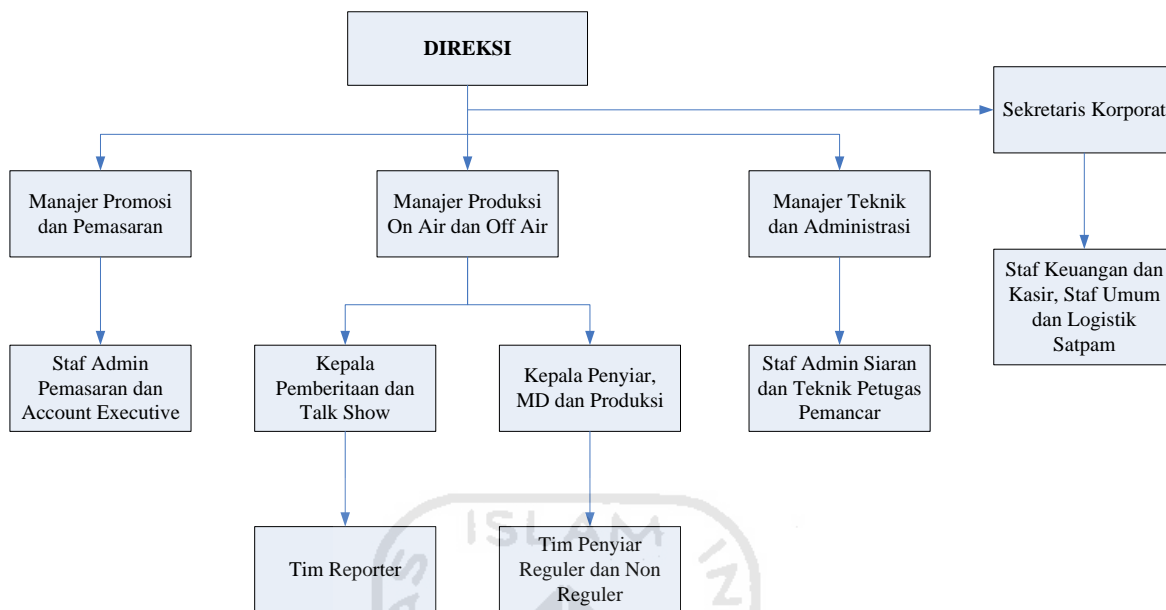 DIREKSI
Sekretaris Korporat
Manajer Promosi
dan Pemasaran
Manajer Produksi
On Air dan Off Air
Manajer Teknik
dan Administrasi
Staf Keuangan dan
Kasir, Staf Umum
dan Logistik
Satpam
Staf Admin
Pemasaran dan
Account Executive
Kepala
Pemberitaan dan
Talk Show
Kepala Penyiar,
MD dan Produksi
Staf Admin Siaran
dan Teknik Petugas
Pemancar
Tim Reporter
Tim Penyiar
Reguler dan Non
Reguler
ISLAM